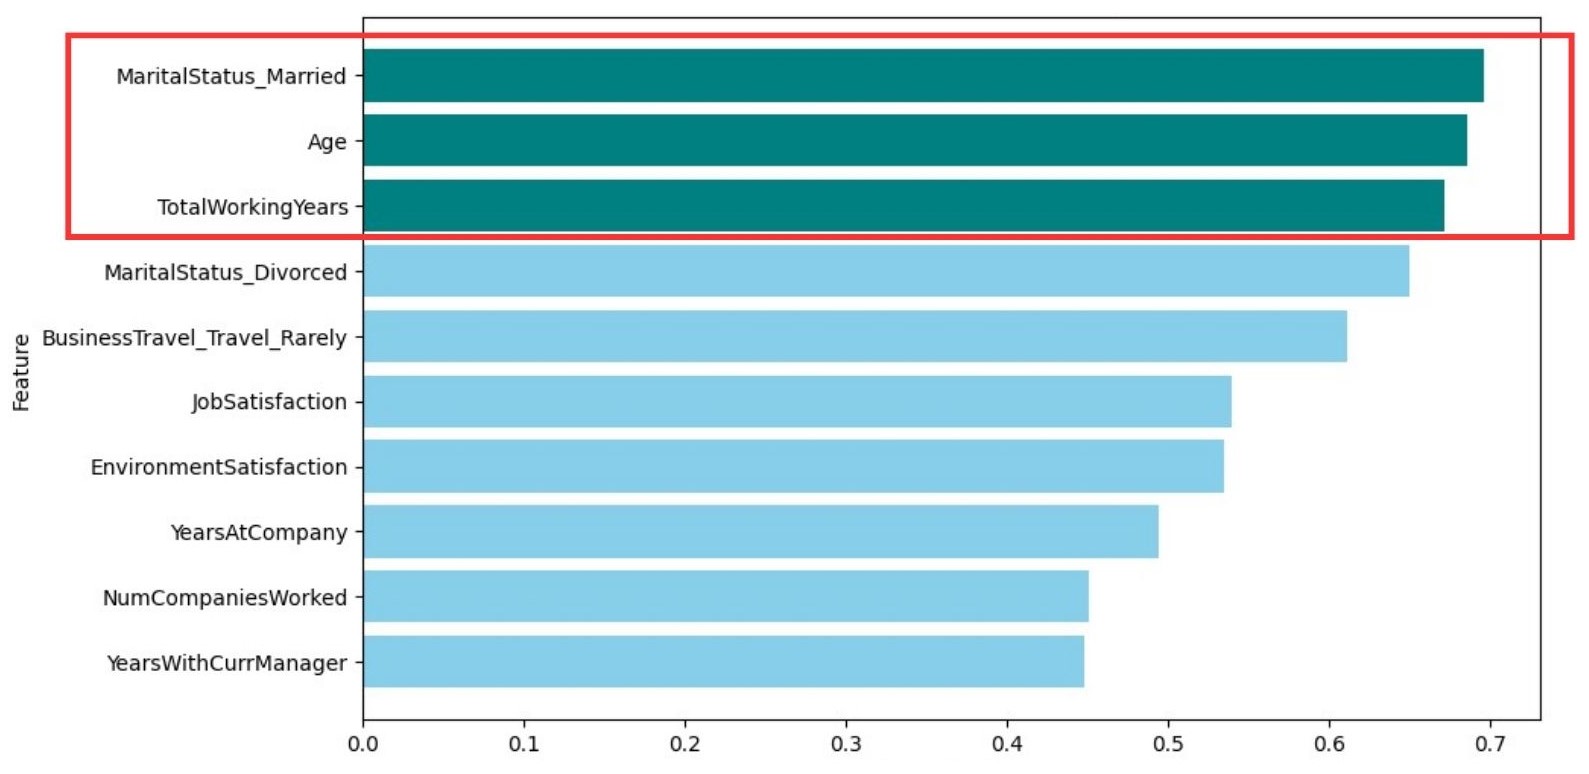 MaritalStatus_Married
Age
TotalWorkingYears
MaritalStatus_Divorced
BusinessTravel_Travel_Rarely
JobSatisfaction
EnvironmentSatisfaction
YearsAtCompany
NumCompaniesWorked
YearsWithCurrManager
Feature
0.0 0.1 0.2 0.3 0.4 0.5 0.6 0.7